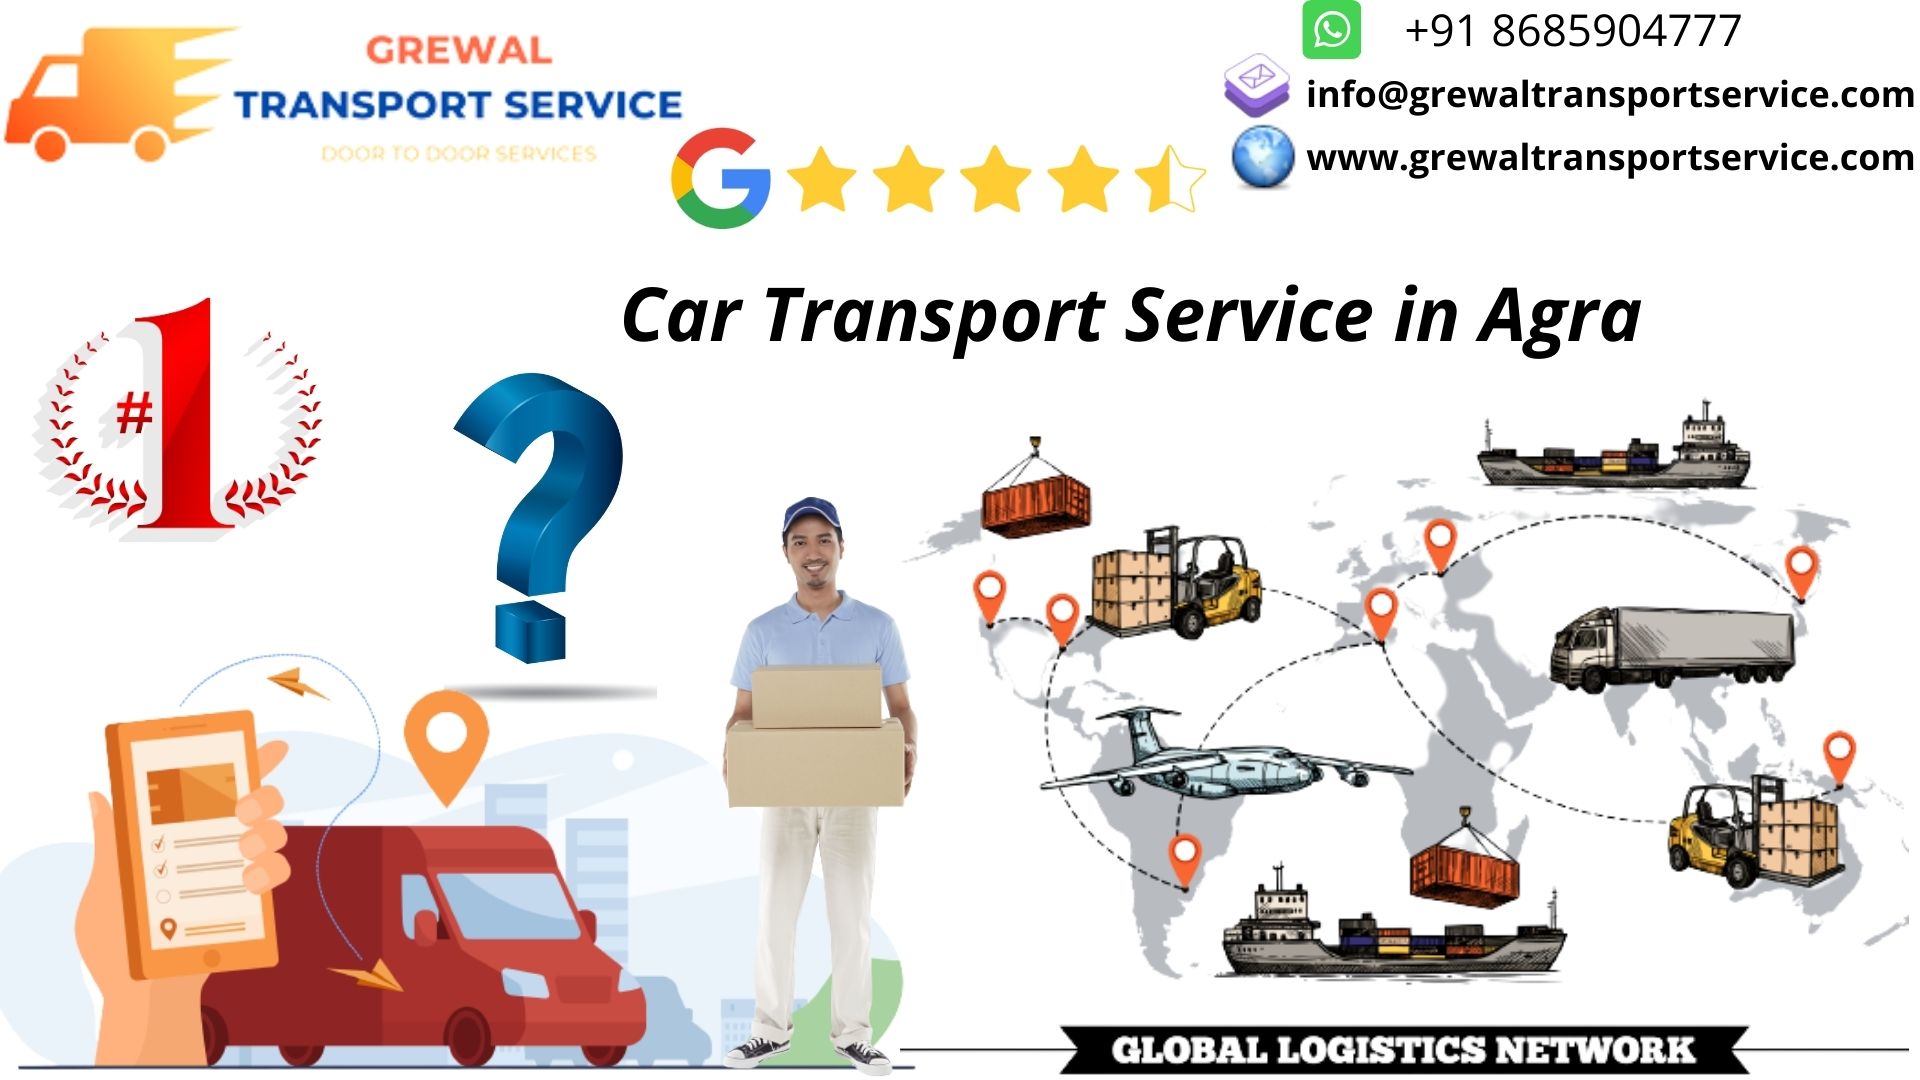 GREWAL
TRANSPORT SERVICE
DOOR TO DOOR SERVICES
+91 8685904777
info@grewaltransportservice.com
www.grewaltransportservice.com
G
Car Transport Service in Agra
#1
?
GLOBAL LOGISTICS NETWORK